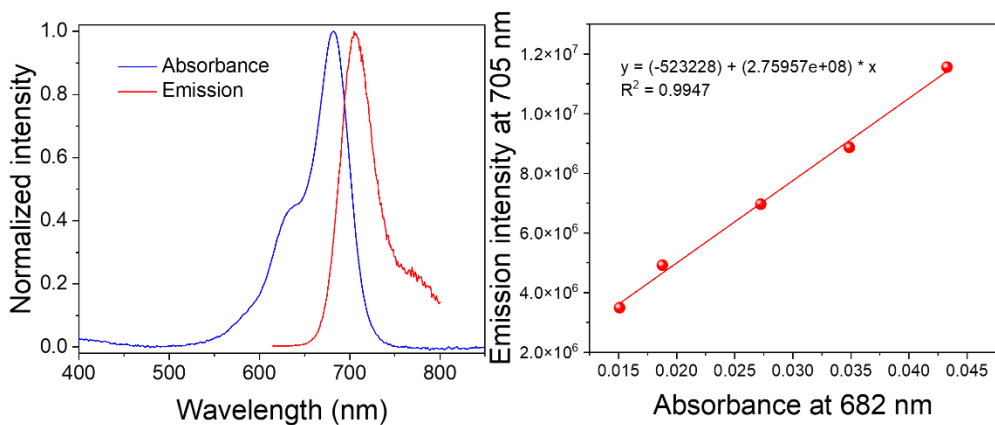 Normalized intensity
1.0
0.8
0.6
0.4
0.2
0.0
Absorbance
Emission
400 500 600 700 800
Wavelength (nm)
Emission intensity at 705 nm
1.2×10⁷
1.0×10⁷
8.0×10⁶
6.0×10⁶
4.0×10⁶
2.0×10⁶
y = (-523228) + (2.75957e+08) * x
R² = 0.9947
0.015 0.020 0.025 0.030 0.035 0.040 0.045
Absorbance at 682 nm